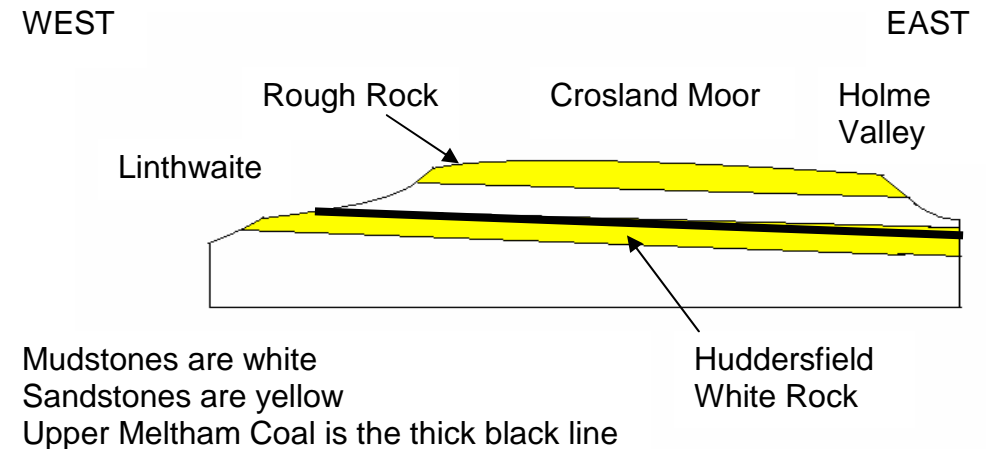 WEST
EAST
Rough Rock
Crosland Moor
Holme
Valley
Linthwaite
Mudstones are white
Sandstones are yellow
Upper Meltham Coal is the thick black line
Huddersfield
White Rock